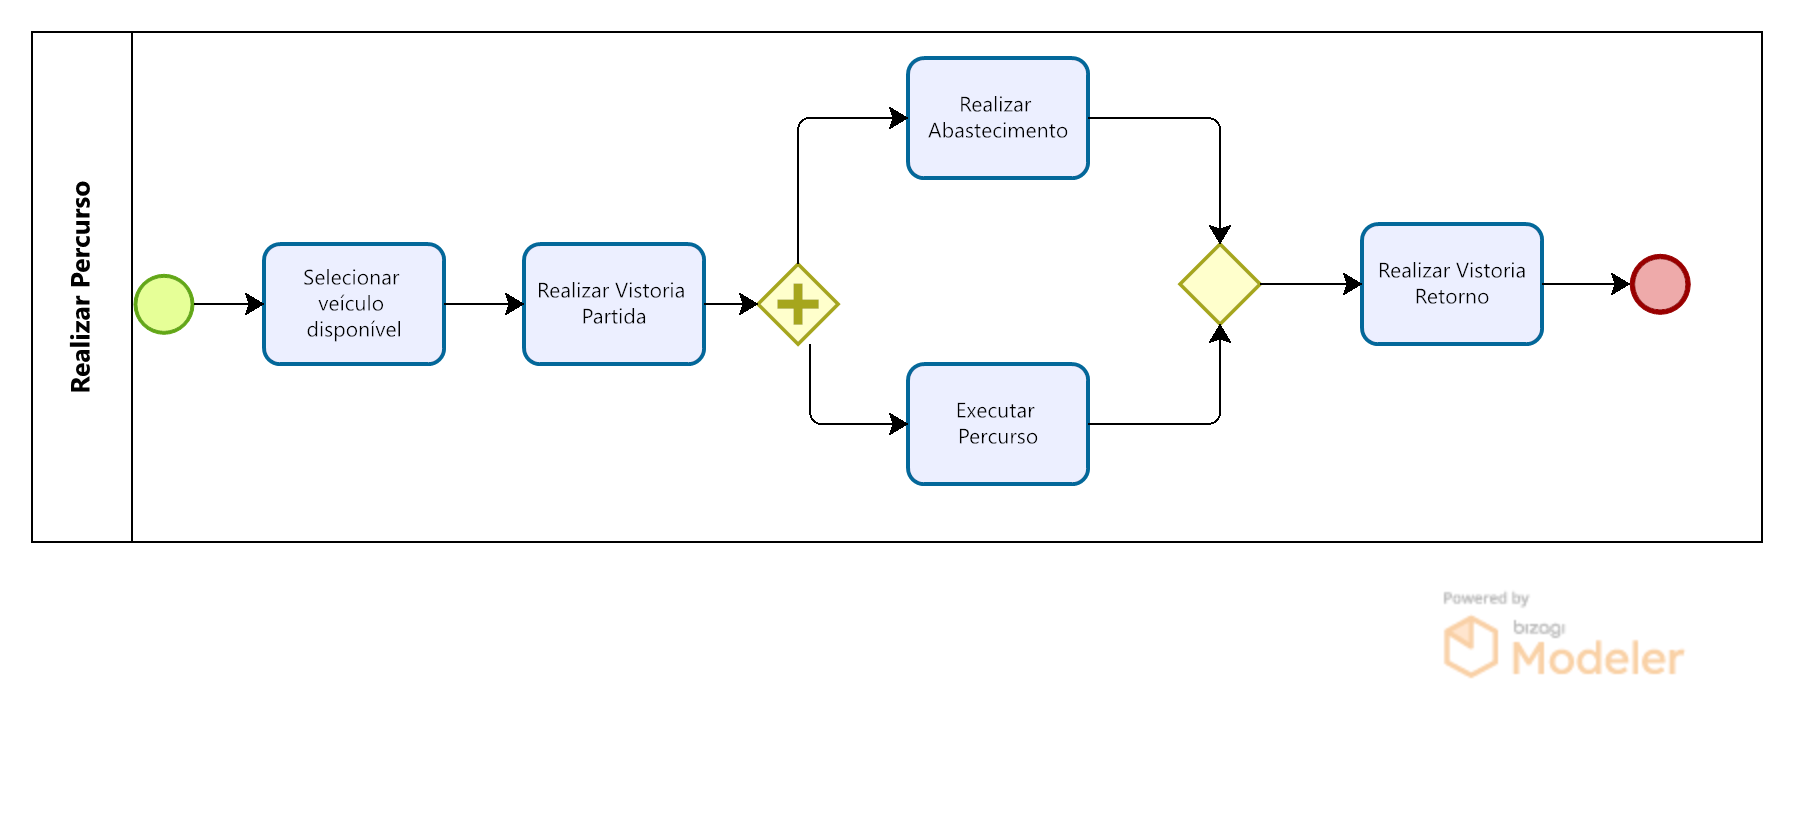 Realizar Percurso
Selecionar
veículo
disponível
Realizar Vistoria
Partida
Realizar
Abastecimento
Executar
Percurso
Realizar Vistoria
Retorno
Powered by
bizagi
Modeler